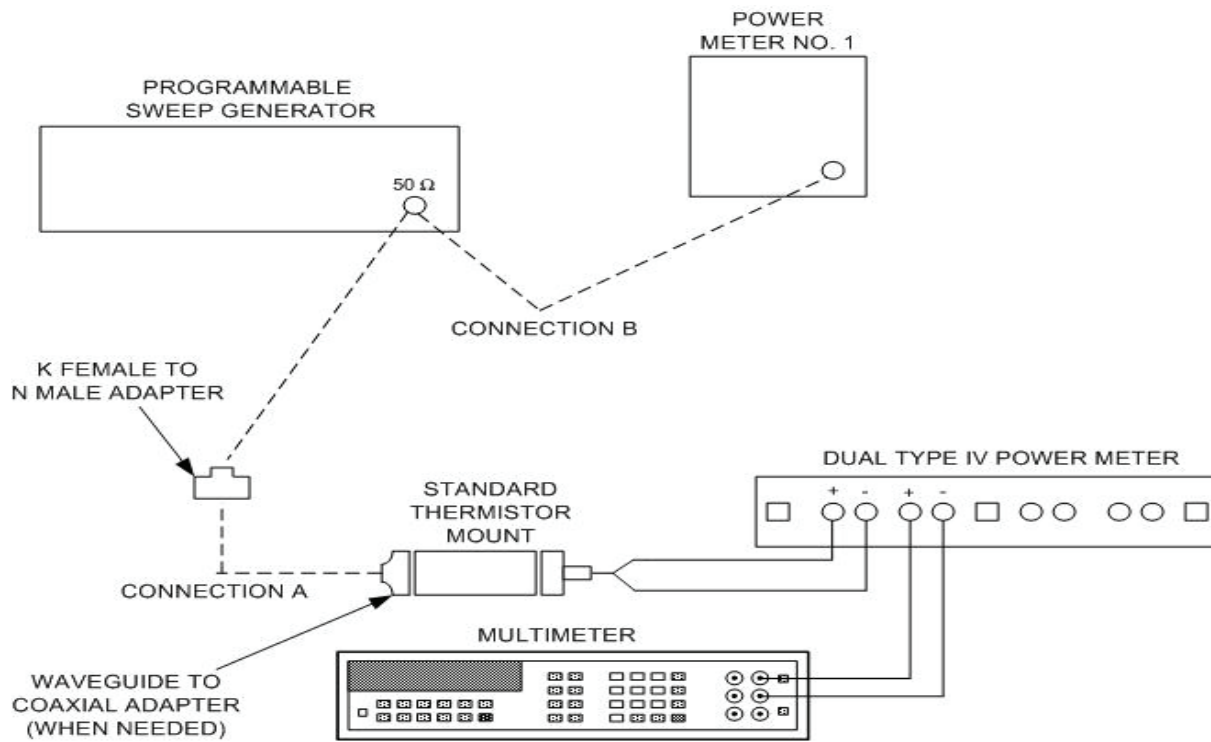 POWER
METER NO. 1
PROGRAMMABLE
SWEEP GENERATOR
50 Ω
CONNECTION B
K FEMALE TO
N MALE ADAPTER
DUAL TYPE IV POWER METER
+ - + -
STANDARD
THERMISTOR
MOUNT
CONNECTION A
MULTIMETER
WAVEGUIDE TO
COAXIAL ADAPTER
(WHEN NEEDED)